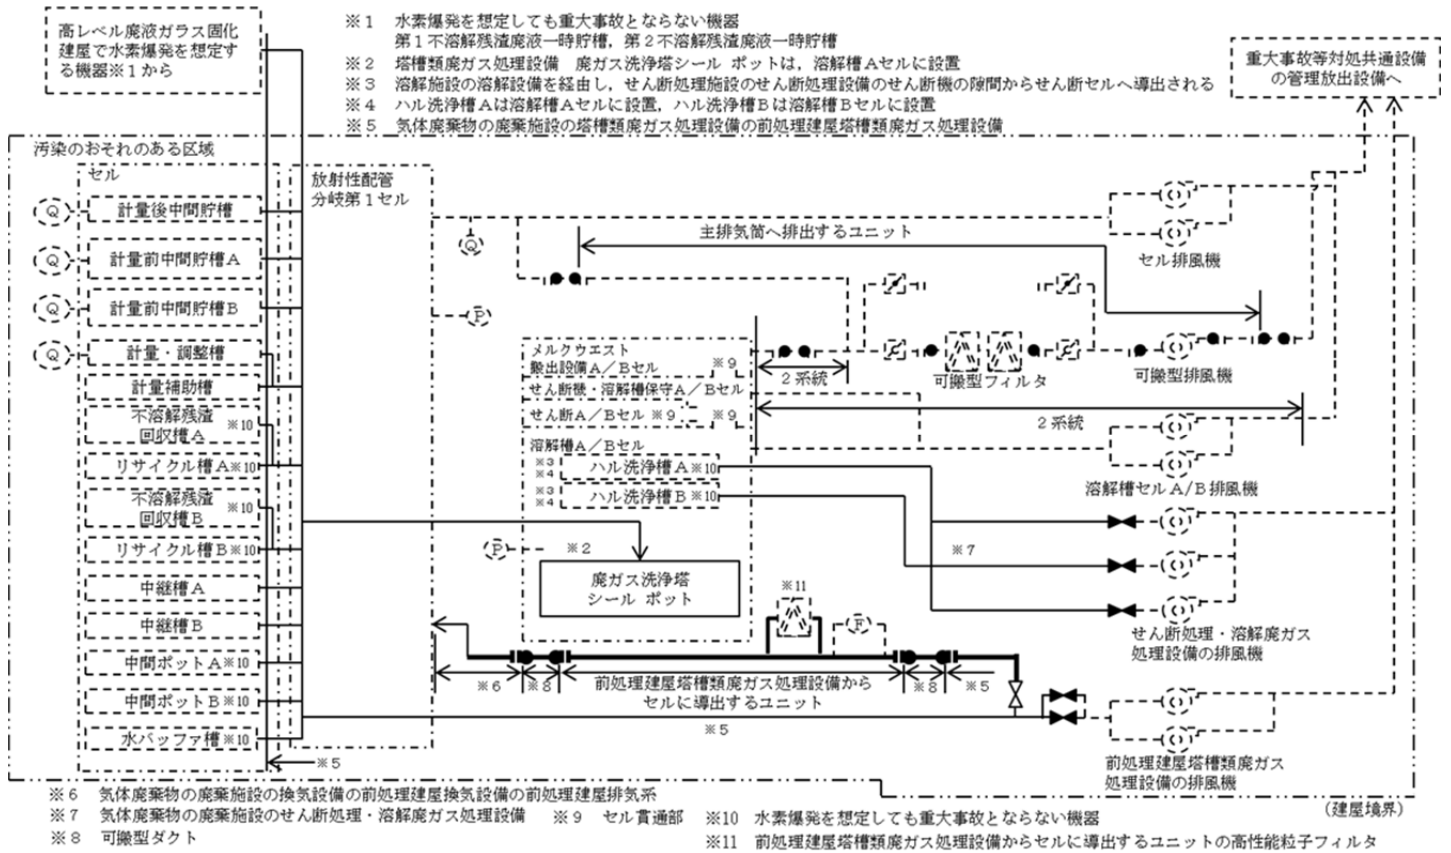 高レベル廃液ガラス固化
建屋で水素爆発を想定す
る機器※1から
※1 水素爆発を想定しても重大事故とならない機器
第1不溶解残渣廃液一時貯槽，第2不溶解残渣廃液一時貯槽
※2 塔槽類廃ガス処理設備 廃ガス洗浄塔シール ポットは，溶解槽Aセルに設置
※3 溶解施設の溶解設備を経由し，せん断処理施設のせん断処理設備のせん断機の隙間からせん断セルへ導出される
※4 ハル洗浄槽Aは溶解槽Aセルに設置，ハル洗浄槽Bは溶解槽Bセルに設置
※5 気体廃棄物の廃棄施設の塔槽類廃ガス処理設備の前処理建屋塔槽類廃ガス処理設備
重大事故等対処共通設備
の管理放出設備へ
汚染のおそれのある区域
セル
放射性配管
分岐第1セル
Q
計量後中間貯槽
Q
計量前中間貯槽A
Q
計量前中間貯槽B
Q
計量・調整槽
計量補助槽
不溶解残渣
回収槽A ※10
リサイクル槽A※10
不溶解残渣
回収槽B ※10
リサイクル槽B※10
中継槽A
中継槽B
中間ポットA※10
中間ポットB※10
水バッファ槽※10
※5
Q
P
主排気筒へ排出するユニット
セル排風機
メルクウエスト
搬出設備A／Bセル ※9
せん断機・溶解槽保守A／Bセル
せん断A／Bセル ※9 ※9
溶解槽A／Bセル
※3
※4
ハル洗浄槽A※10
※3
※4
ハル洗浄槽B※10
2系統
可搬型フィルタ
可搬型排風機
2系統
溶解槽セルA/B排風機
P
※2
廃ガス洗浄塔
シール ポット
※7
※11
せん断処理・溶解廃ガス
処理設備の排風機
※6
※8
前処理建屋塔槽類廃ガス処理設備から
セルに導出するユニット
※8
※5
※5
前処理建屋塔槽類廃ガス
処理設備の排風機
(建屋境界)
※6 気体廃棄物の廃棄施設の換気設備の前処理建屋換気設備の前処理建屋排気系
※7 気体廃棄物の廃棄施設のせん断処理・溶解廃ガス処理設備
※9 セル貫通部
※10 水素爆発を想定しても重大事故とならない機器
※8 可搬型ダクト
※11 前処理建屋塔槽類廃ガス処理設備からセルに導出するユニットの高性能粒子フィルタ